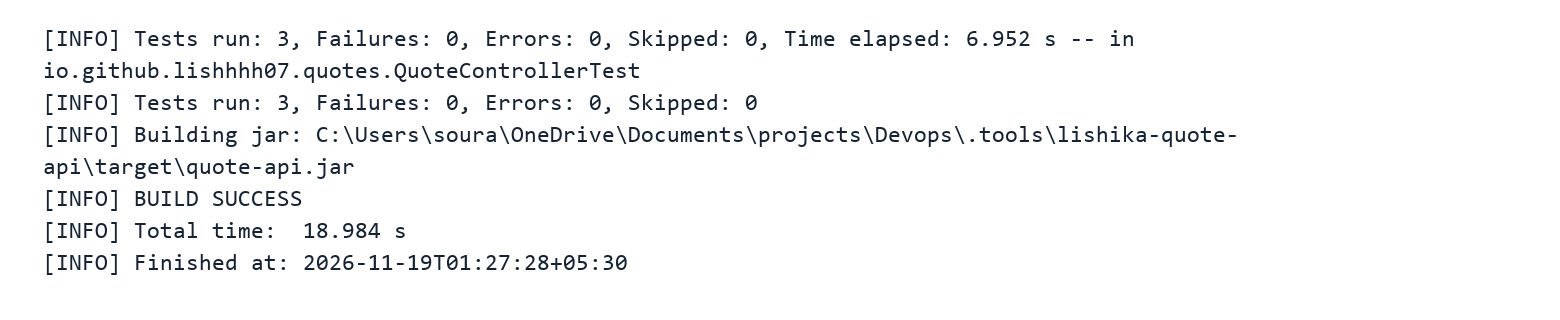 [INFO] Tests run: 3, Failures: 0, Errors: 0, Skipped: 0, Time elapsed: 6.952 s -- in
io.github.lishhhh07.quotes.QuoteControllerTest
[INFO] Tests run: 3, Failures: 0, Errors: 0, Skipped: 0
[INFO] Building jar: C:\Users\soura\OneDrive\Documents\projects\Devops\.tools\lishika-quote-
api\target\quote-api.jar
[INFO] BUILD SUCCESS
[INFO] Total time:  18.984 s
[INFO] Finished at: 2026-11-19T01:27:28+05:30